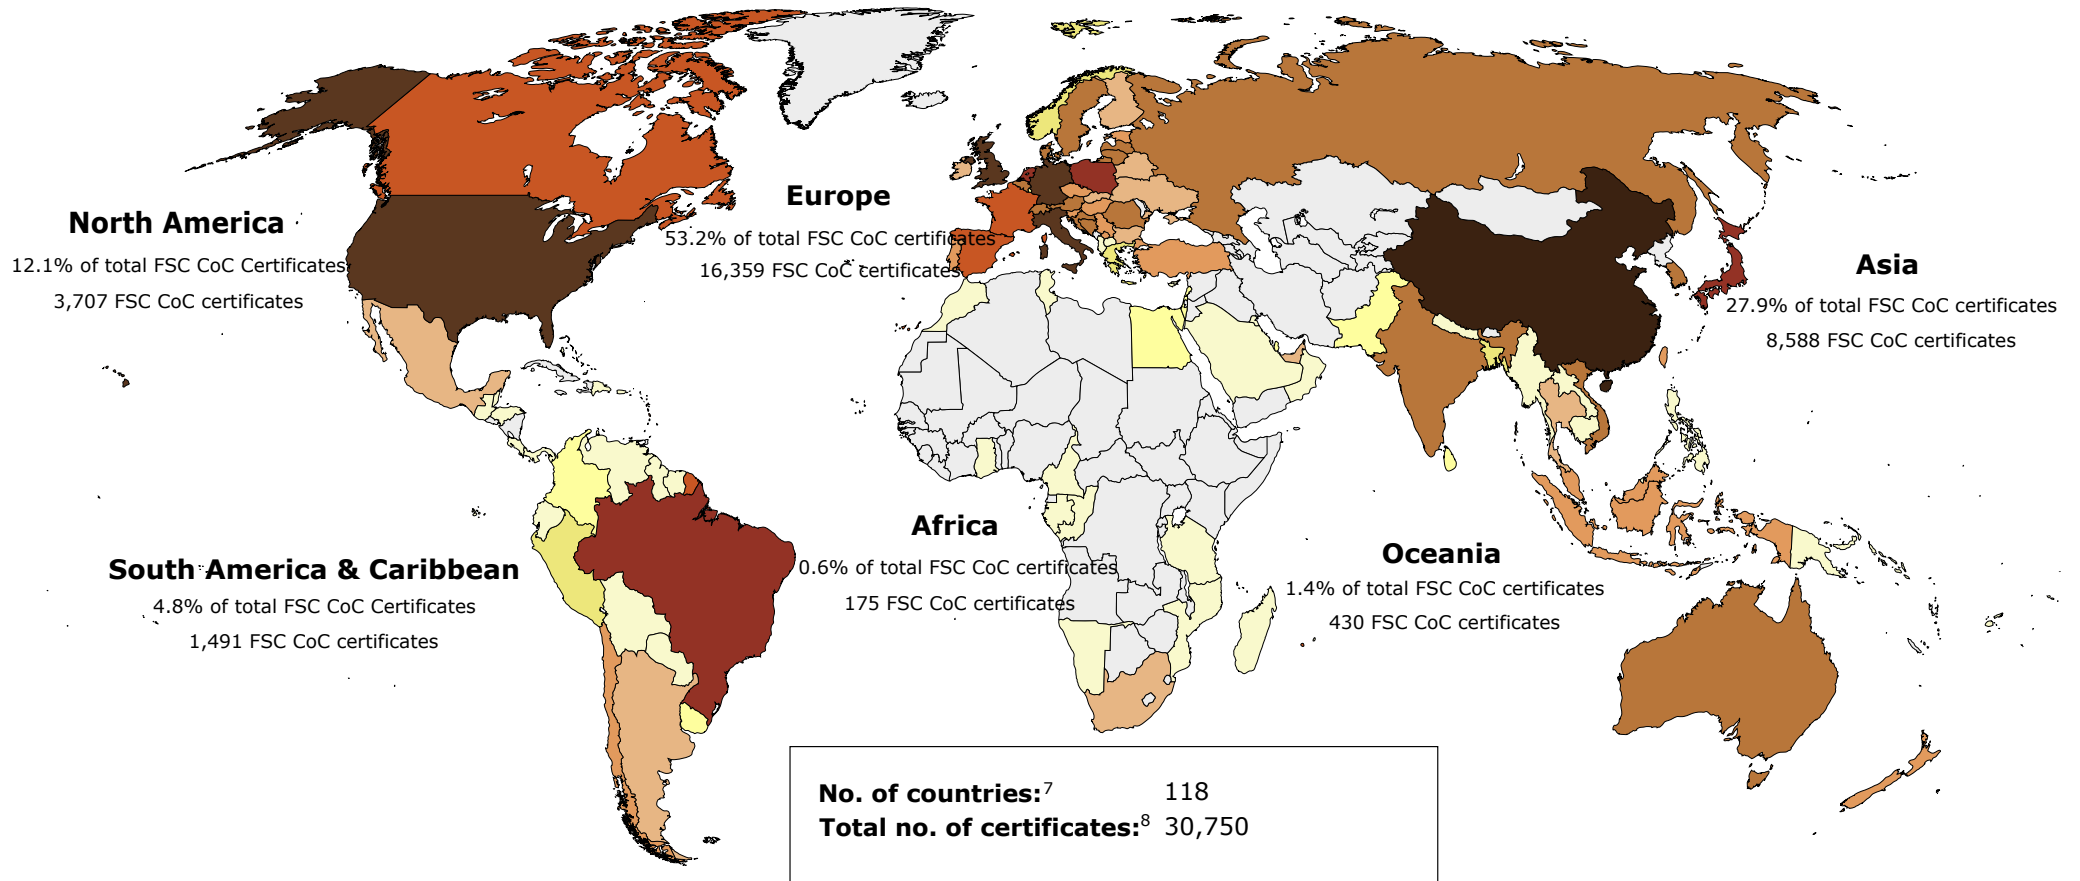 North America
12.1% of total FSC CoC Certificates
3,707 FSC CoC certificates
Europe
53.2% of total FSC CoC certificates
16,359 FSC CoC certificates
Asia
27.9% of total FSC CoC certificates
8,588 FSC CoC certificates
South America & Caribbean
4.8% of total FSC CoC Certificates
1,491 FSC CoC certificates
Africa
0.6% of total FSC CoC certificates
175 FSC CoC certificates
Oceania
1.4% of total FSC CoC certificates
430 FSC CoC certificates
No. of countries:⁷ 118
Total no. of certificates:⁸ 30,750